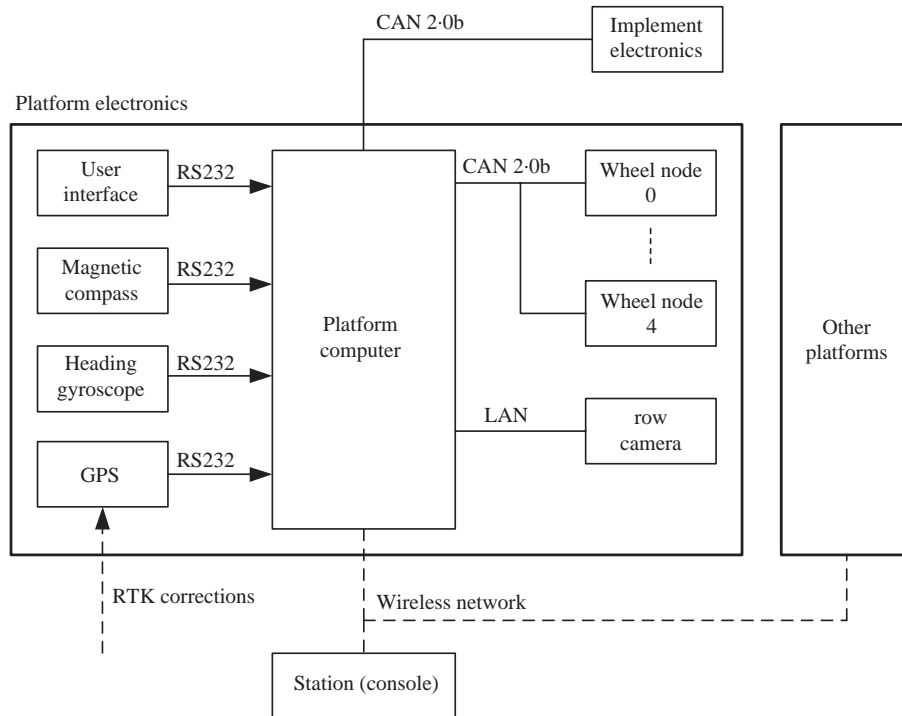 CAN 2·0b
Implement
electronics
Platform electronics
User
interface
RS232
Magnetic
compass
RS232
Heading
gyroscope
RS232
GPS
RS232
Platform
computer
CAN 2·0b
Wheel node
0
Wheel node
4
LAN
row
camera
Other
platforms
RTK corrections
Wireless network
Station (console)